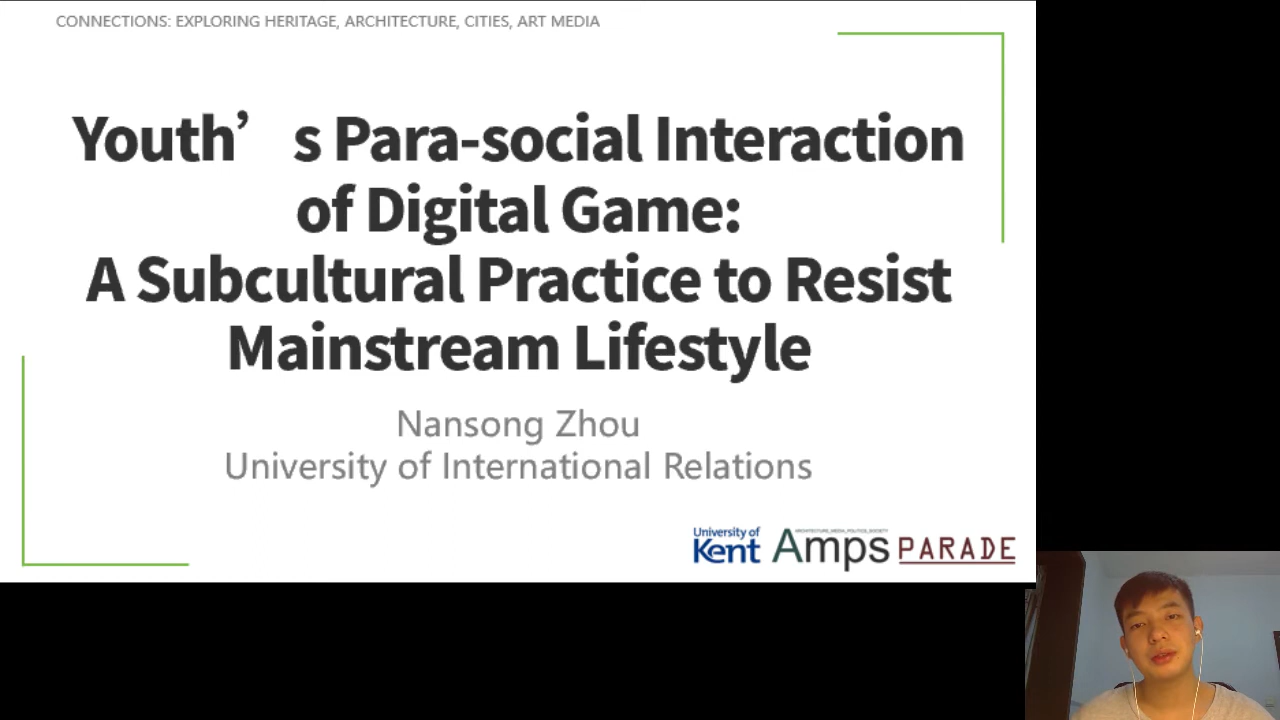 CONNECTIONS: EXPLORING HERITAGE, ARCHITECTURE, CITIES, ART MEDIA
Youth’ s Para-social Interaction
of Digital Game:
A Subcultural Practice to Resist
Mainstream Lifestyle
Nansong Zhou
University of International Relations
University of
Kent
ARCHITECTURE_MEDIA_POLITICS_SOCIETY
Amps
PARADE